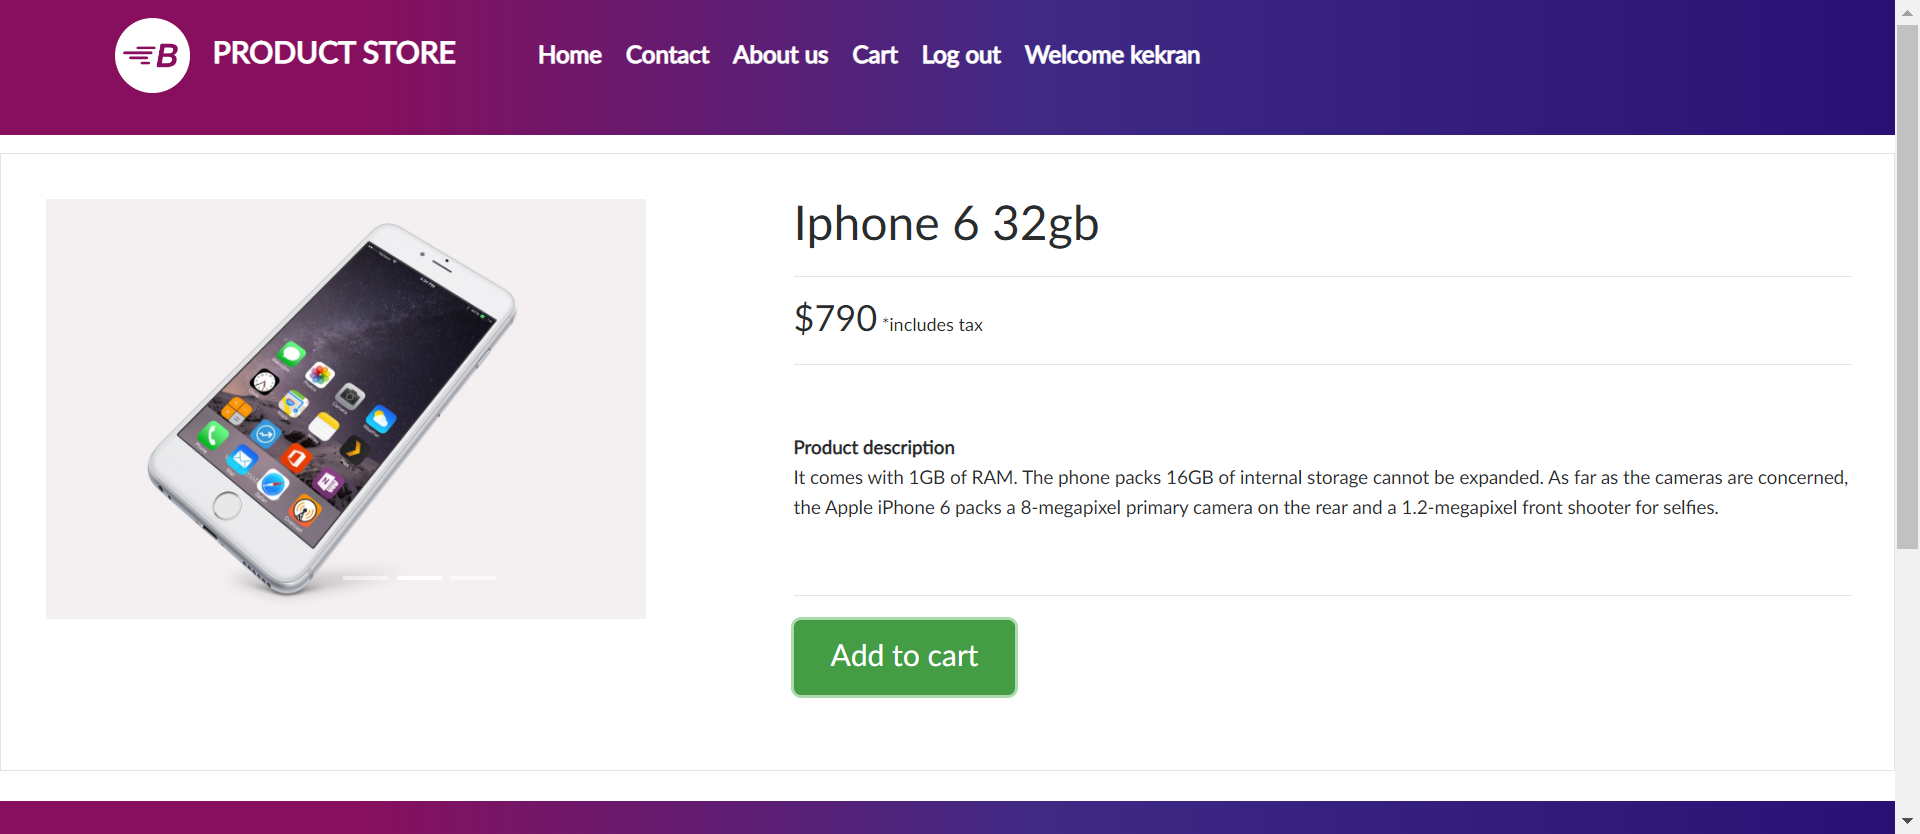 B PRODUCT STORE Home Contact About us Cart Log out Welcome kekran
Iphone 6 32gb
$790 *includes tax
Product description
It comes with 1GB of RAM. The phone packs 16GB of internal storage cannot be expanded. As far as the cameras are concerned,
the Apple iPhone 6 packs a 8-megapixel primary camera on the rear and a 1.2-megapixel front shooter for selfies.
Add to cart